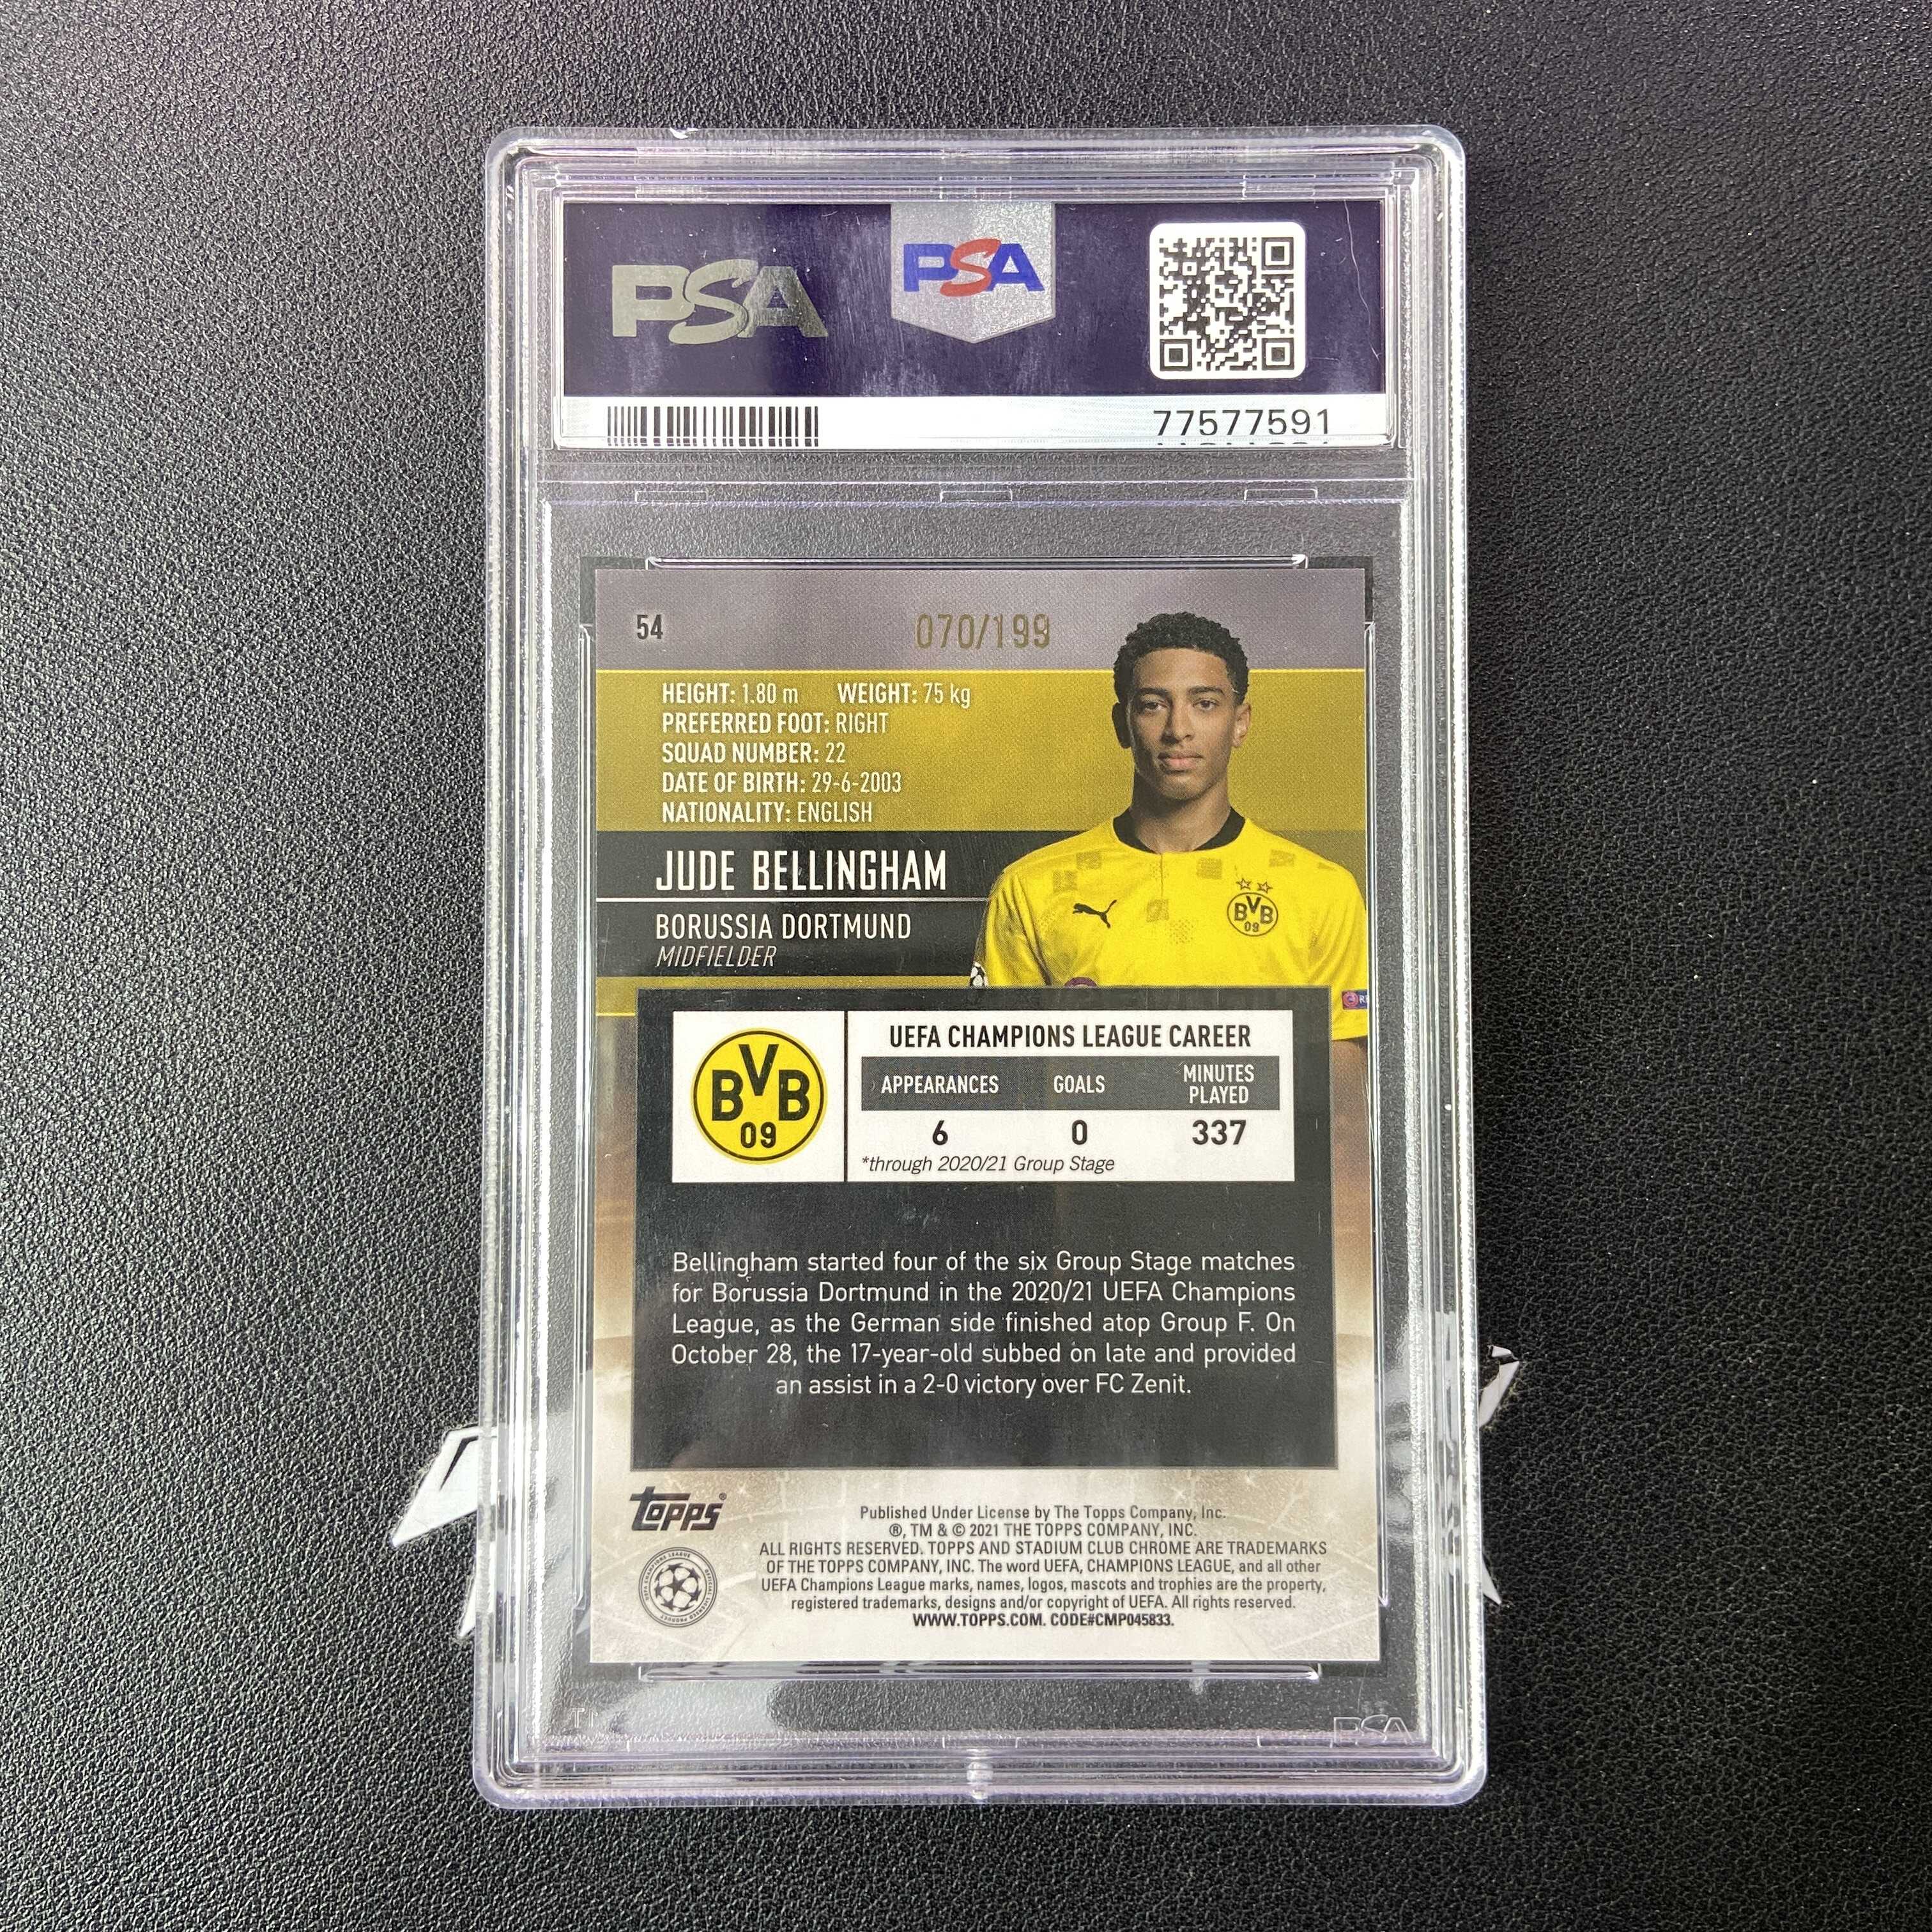 PSA
PSA
77577591
54
070/199
HEIGHT: 1.80 m WEIGHT: 75 kg
PREFERRED FOOT: RIGHT
SQUAD NUMBER: 22
DATE OF BIRTH: 29-6-2003
NATIONALITY: ENGLISH
JUDE BELLINGHAM
BORUSSIA DORTMUND
MIDFIELDER
BVB
09
BVB
09
UEFA CHAMPIONS LEAGUE CAREER
APPEARANCES GOALS MINUTES
PLAYED
6 0 337
*through 2020/21 Group Stage
Bellingham started four of the six Group Stage matches
for Borussia Dortmund in the 2020/21 UEFA Champions
League, as the German side finished atop Group F. On
October 28, the 17-year-old subbed on late and provided
an assist in a 2-0 victory over FC Zenit.
Topps®
Published Under License by The Topps Company, Inc.
®, TM & © 2021 THE TOPPS COMPANY, INC.
ALL RIGHTS RESERVED. TOPPS AND STADIUM CLUB CHROME ARE TRADEMARKS
OF THE TOPPS COMPANY, INC. The word UEFA, CHAMPIONS LEAGUE, and all other
UEFA Champions League marks, names, logos, mascots and trophies are the property,
registered trademarks, designs and/or copyright of UEFA. All rights reserved.
WWW.TOPPS.COM. CODE#CMP045833.
PSA